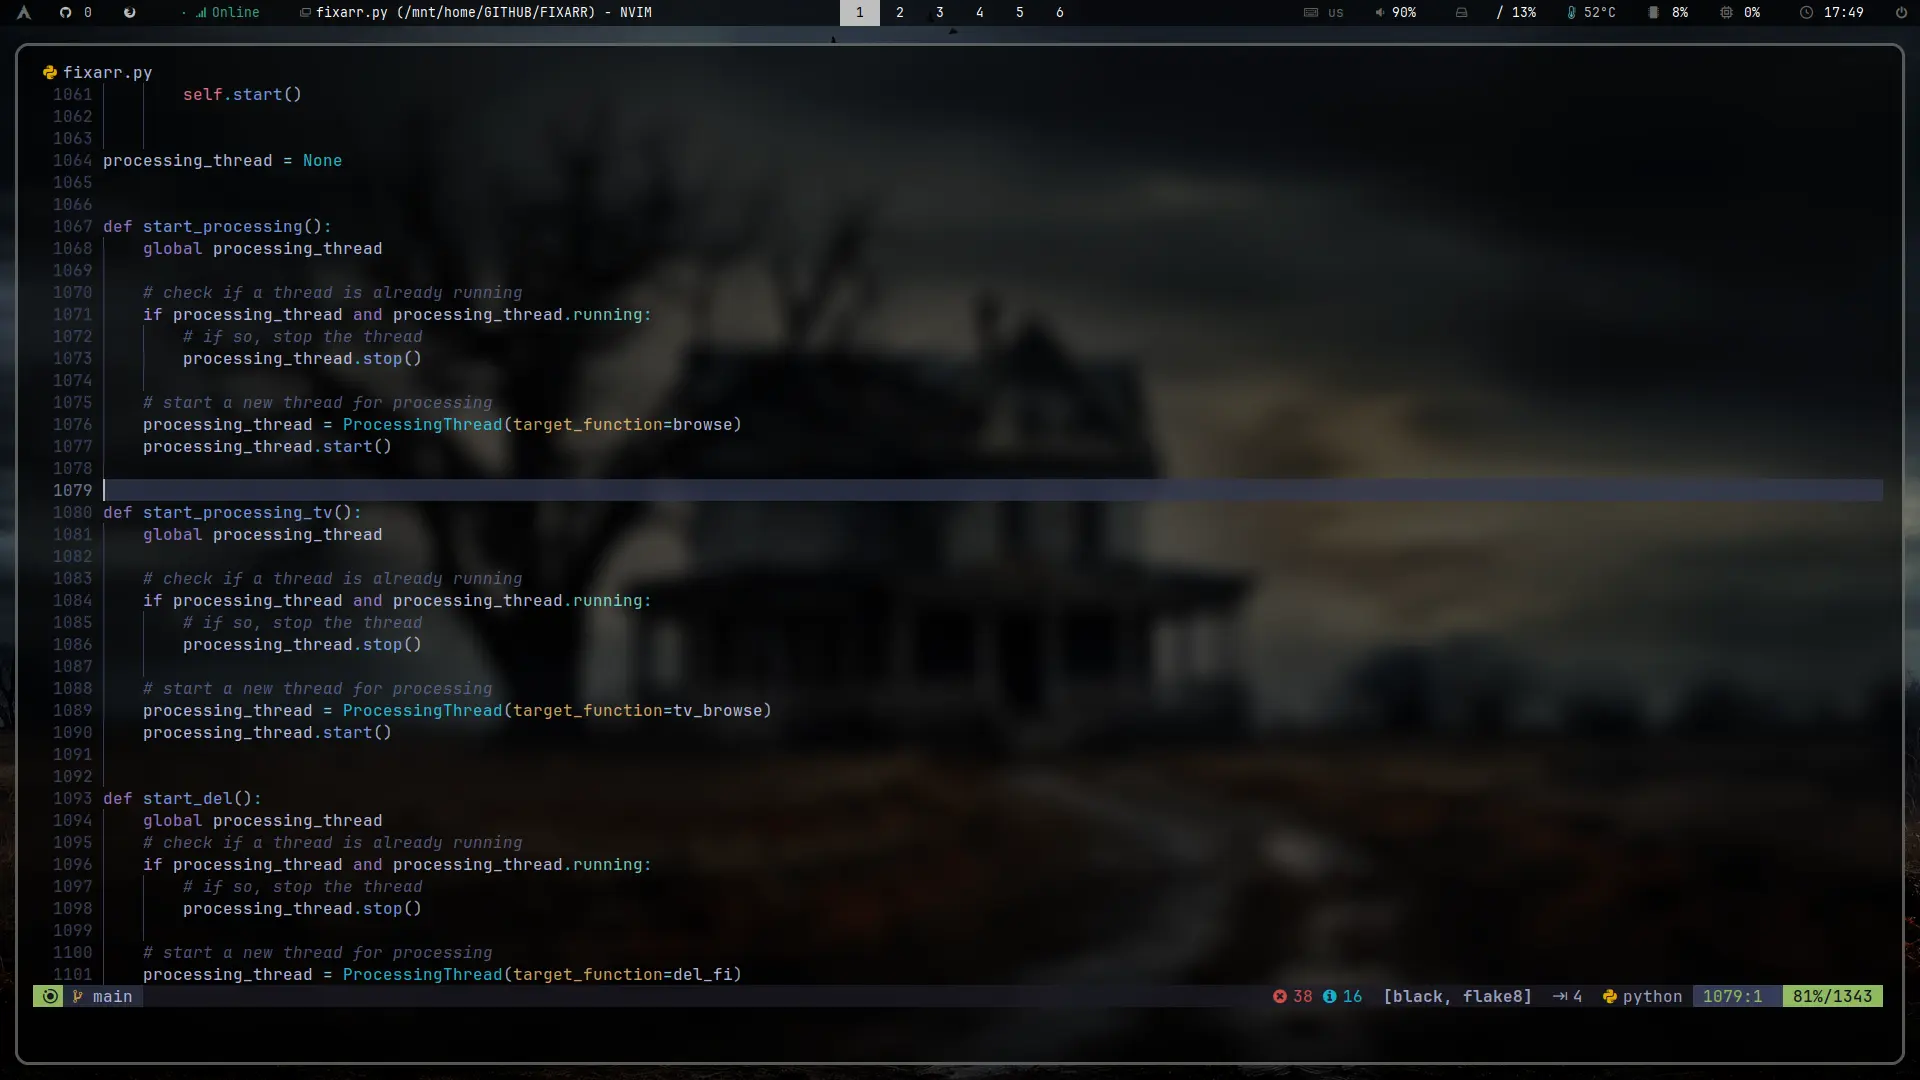 0 Online fixarr.py (/mnt/home/GITHUB/FIXARR) - NVIM 1 2 3 4 5 6 US 90% / 13% 52°C 8% 0% 17:49
fixarr.py
1061 self.start()
1062
1063
1064 processing_thread = None
1065
1066
1067 def start_processing():
1068 global processing_thread
1069
1070 # check if a thread is already running
1071 if processing_thread and processing_thread.running:
1072 # if so, stop the thread
1073 processing_thread.stop()
1074
1075 # start a new thread for processing
1076 processing_thread = ProcessingThread(target_function=browse)
1077 processing_thread.start()
1078
1079
1080 def start_processing_tv():
1081 global processing_thread
1082
1083 # check if a thread is already running
1084 if processing_thread and processing_thread.running:
1085 # if so, stop the thread
1086 processing_thread.stop()
1087
1088 # start a new thread for processing
1089 processing_thread = ProcessingThread(target_function=tv_browse)
1090 processing_thread.start()
1091
1092
1093 def start_del():
1094 global processing_thread
1095 # check if a thread is already running
1096 if processing_thread and processing_thread.running:
1097 # if so, stop the thread
1098 processing_thread.stop()
1099
1100 # start a new thread for processing
1101 processing_thread = ProcessingThread(target_function=del_fi)
main 38 16 [black, flake8] 4 python 1079:1 81%/1343